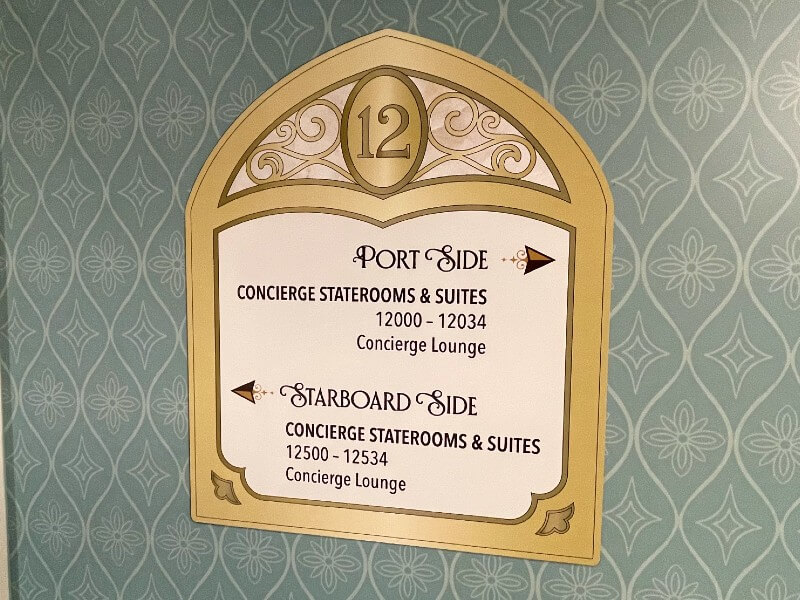 12
Port Side
CONCIERGE STATEROOMS & SUITES
12000 – 12034
Concierge Lounge
Starboard Side
CONCIERGE STATEROOMS & SUITES
12500 – 12534
Concierge Lounge